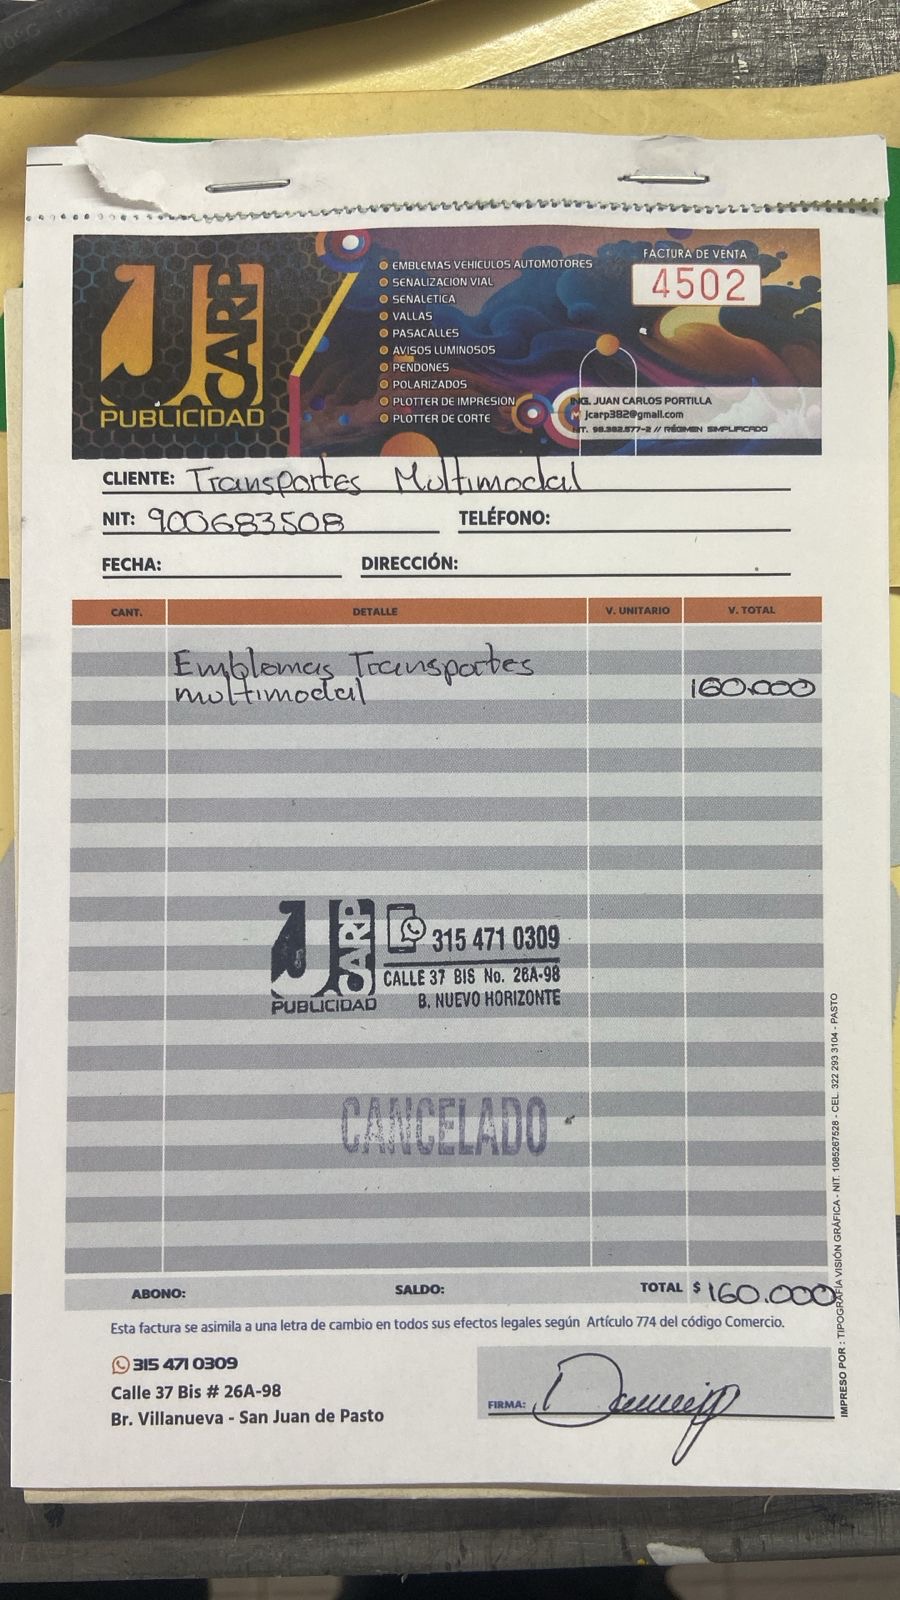 JCARP
PUBLICIDAD
EMBLEMAS VEHICULOS AUTOMOTORES
SEÑALIZACION VIAL
SEÑALETICA
VALLAS
PASACALLES
AVISOS LUMINOSOS
PENDONES
POLARIZADOS
PLOTTER DE IMPRESION
PLOTTER DE CORTE
FACTURA DE VENTA
4502
ING. JUAN CARLOS PORTILLA
jcarp382@gmail.com
NIT. 98.382.577-2 // RÉGIMEN SIMPLIFICADO
CLIENTE: Transportes Multimodal
NIT: 900683508 TELÉFONO:
FECHA: DIRECCIÓN:
CANT. DETALLE V. UNITARIO V. TOTAL
Emblemas Transportes
multimodal 160.000
JCARP
PUBLICIDAD
315 471 0309
CALLE 37 BIS No. 26A-98
B. NUEVO HORIZONTE
CANCELADO
ABONO: SALDO: TOTAL $ 160.000
Esta factura se asimila a una letra de cambio en todos sus efectos legales según Artículo 774 del código Comercio.
315 471 0309
Calle 37 Bis # 26A-98
Br. Villanueva - San Juan de Pasto
FIRMA:
IMPRESO POR : TIPOGRAFÍA VISIÓN GRÁFICA - NIT. 1085267528 - CEL. 322 293 3104 - PASTO